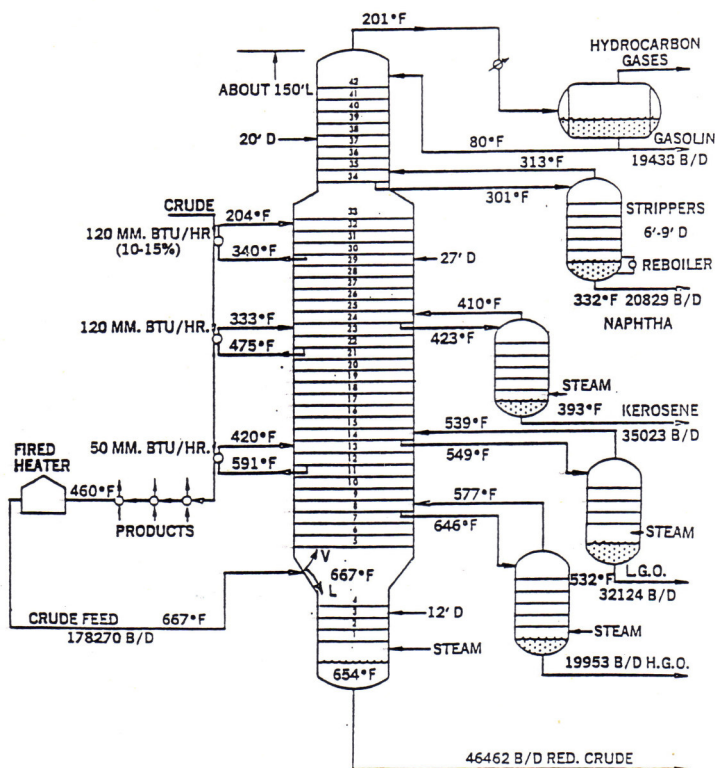 201°F
HYDROCARBON
GASES
ABOUT 150'L
20' D
80°F
GASOLIN
19438 B/D
313°F
301°F
STRIPPERS
6'-9' D
REBOILER
332°F 20829 B/D
NAPHTHA
CRUDE
204°F
120 MM. BTU/HR
(10-15%)
340°F
27' D
410°F
120 MM. BTU/HR.
333°F
423°F
475°F
STEAM
393°F
KEROSENE
35023 B/D
539°F
549°F
50 MM. BTU/HR.
420°F
591°F
FIRED
HEATER
460°F
PRODUCTS
577°F
646°F
STEAM
532°F
L.G.O.
32124 B/D
V
667°F
L
CRUDE FEED 667°F
178270 B/D
12' D
STEAM
STEAM
654°F
19953 B/D H.G.O.
46462 B/D RED. CRUDE
42
41
40
39
38
37
36
35
34
33
32
31
30
29
28
27
26
25
24
23
22
21
20
19
18
17
16
15
14
13
12
11
10
9
8
7
6
5
4
3
2
1